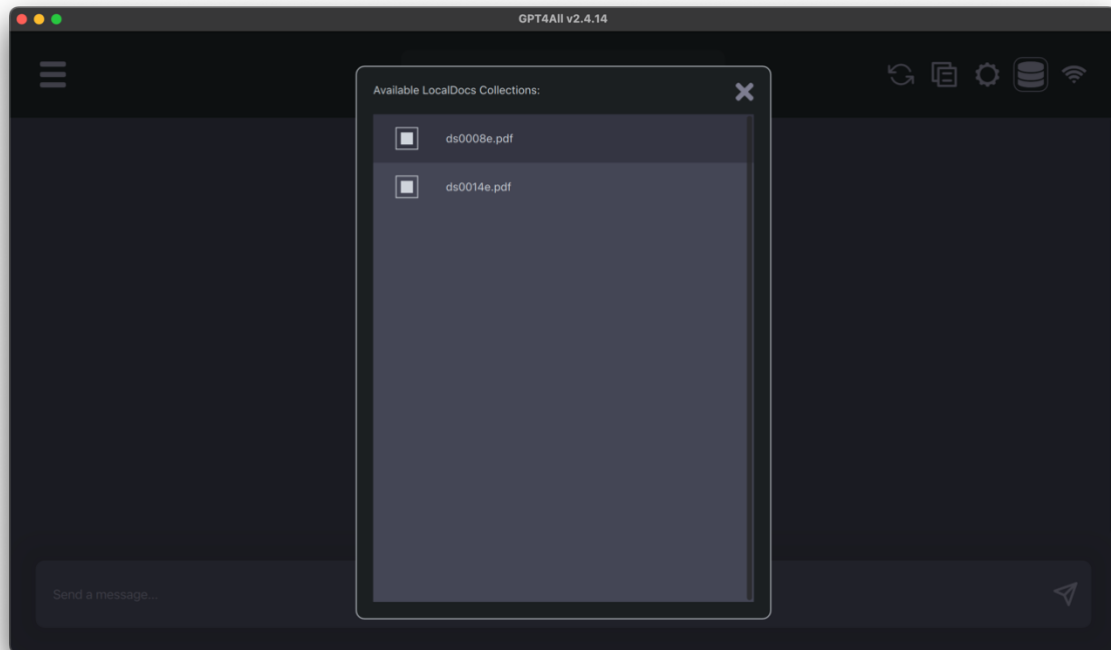 GPT4All v2.4.14
Available LocalDocs Collections:
ds0008e.pdf
ds0014e.pdf
Send a message...